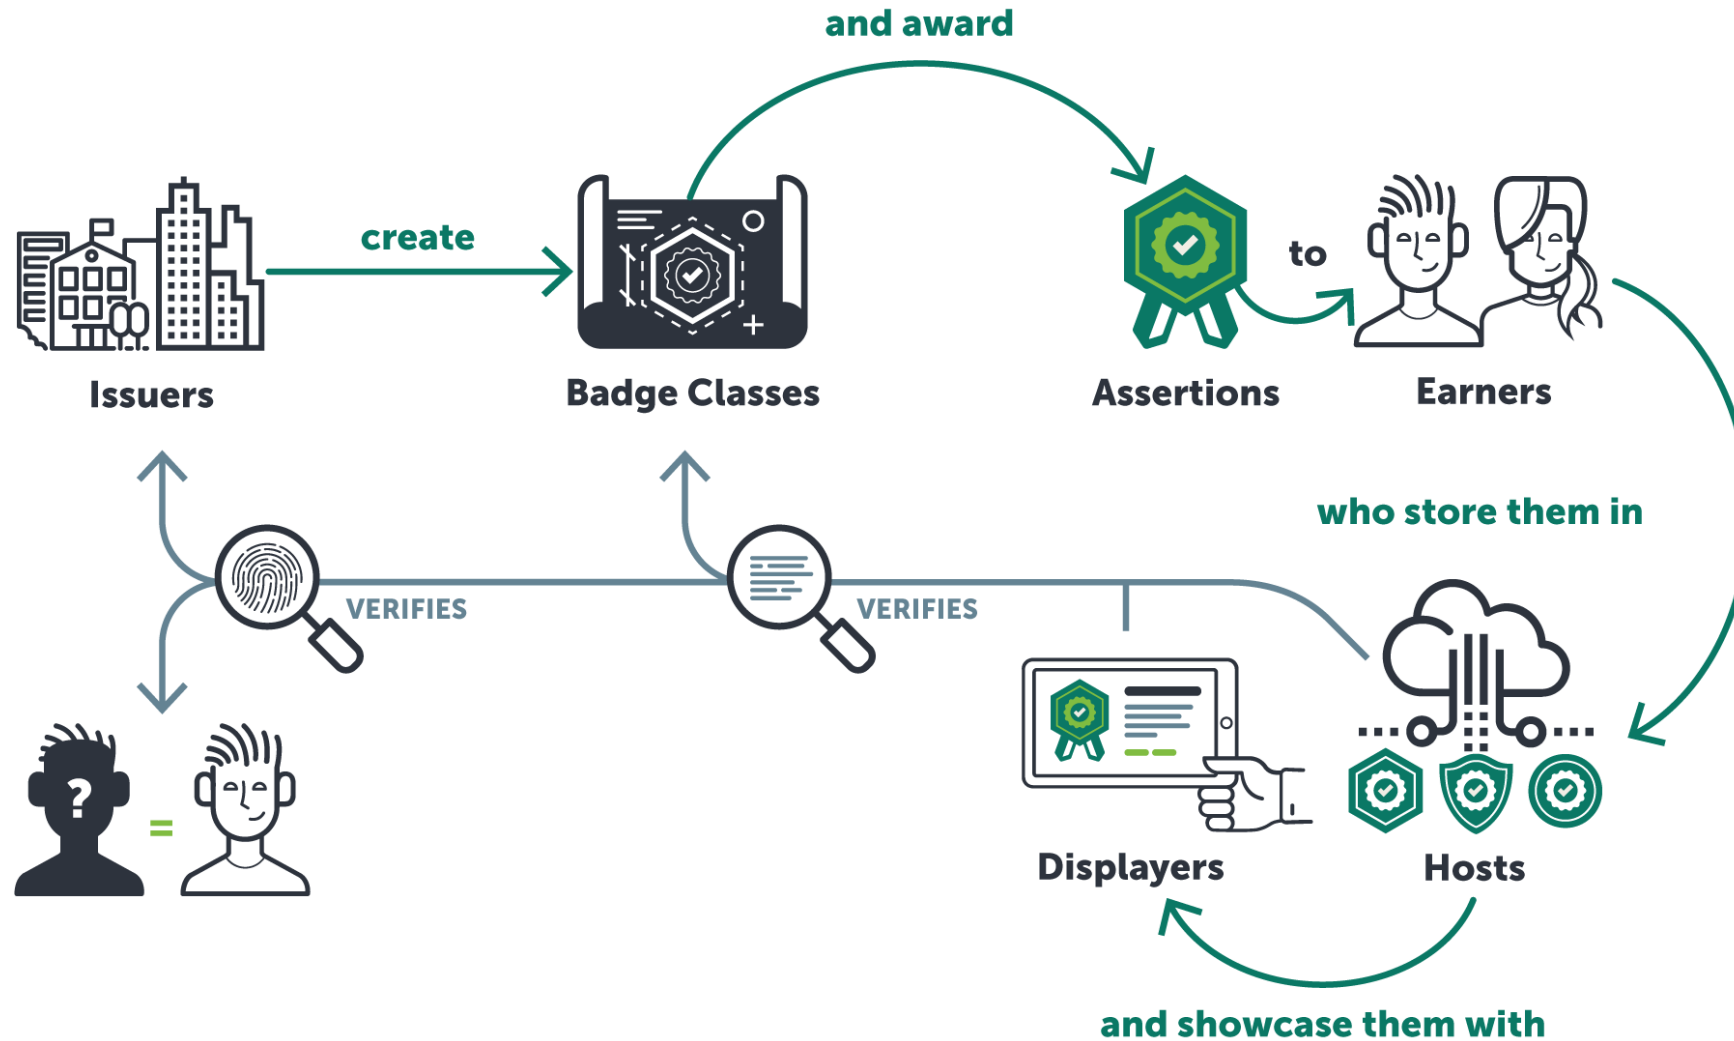 and award
create
to
Issuers
Badge Classes
Assertions
Earners
who store them in
VERIFIES
VERIFIES
?
=
Displayers
Hosts
and showcase them with